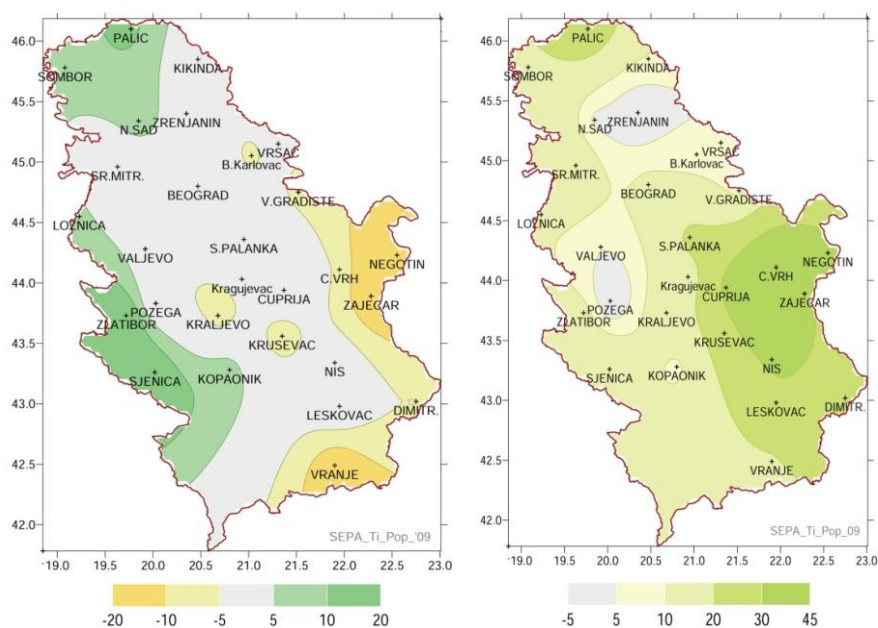 46.0
45.5
45.0
44.5
44.0
43.5
43.0
42.5
42.0
PALIC
SOMBOR
KIKINDA
ZRENJANIN
N.SAD
VRSAC
B.Karlovac
SR.MITR.
BEOGRAD
V.GRADISTE
LOZNICA
S.PALANKA
VALJEVO
NEGOTIN
C.VRH
Kragujevac
CUPRIJA
ZAJECAR
POZEGA
ZLATIBOR
KRALJEVO
KRUSEVAC
NIS
SJENICA
KOPAONIK
LESKOVAC
DIMITR.
VRANJE
SEPA_Ti_Pop_'09
19.0 19.5 20.0 20.5 21.0 21.5 22.0 22.5 23.0
-20 -10 -5 5 10 20
46.0
45.5
45.0
44.5
44.0
43.5
43.0
42.5
42.0
PALIC
SOMBOR
KIKINDA
ZRENJANIN
N.SAD
VRSAC
B.Karlovac
SR.MITR.
BEOGRAD
V.GRADISTE
LOZNICA
S.PALANKA
VALJEVO
NEGOTIN
C.VRH
Kragujevac
CUPRIJA
ZAJECAR
POZEGA
ZLATIBOR
KRALJEVO
KRUSEVAC
NIS
SJENICA
KOPAONIK
LESKOVAC
DIMITR.
VRANJE
SEPA_Ti_Pop_09
19.0 19.5 20.0 20.5 21.0 21.5 22.0 22.5 23.0
-5 5 10 20 30 45